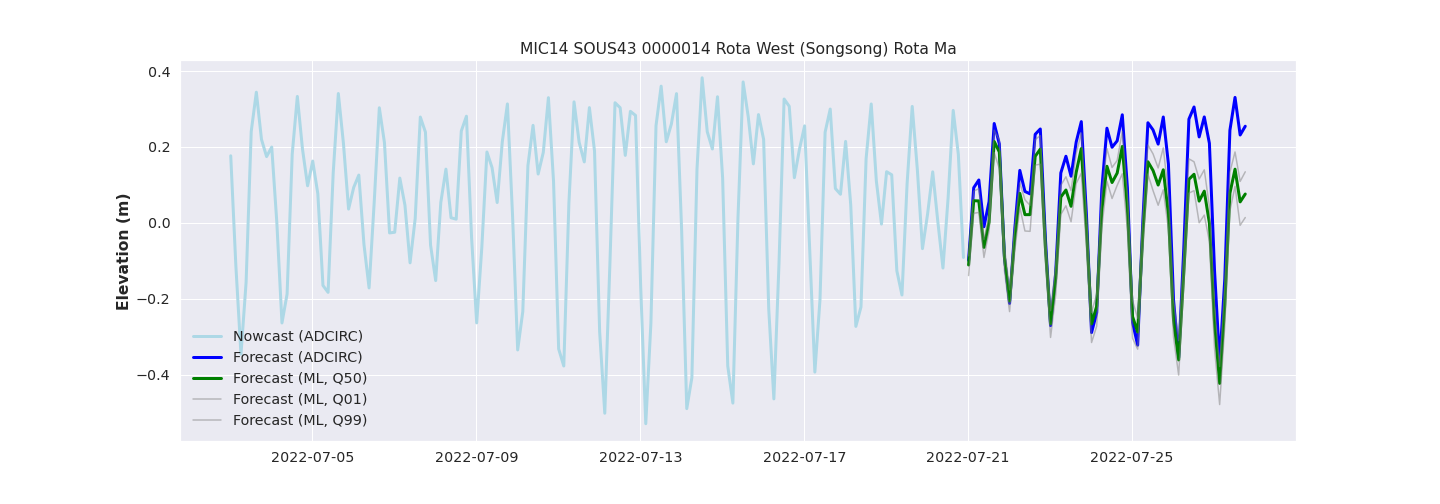 MIC14 SOUS43 0000014 Rota West (Songsong) Rota Ma
Elevation (m)
0.4
0.2
0.0
−0.2
−0.4
Nowcast (ADCIRC)
Forecast (ADCIRC)
Forecast (ML, Q50)
Forecast (ML, Q01)
Forecast (ML, Q99)
2022-07-05 2022-07-09 2022-07-13 2022-07-17 2022-07-21 2022-07-25